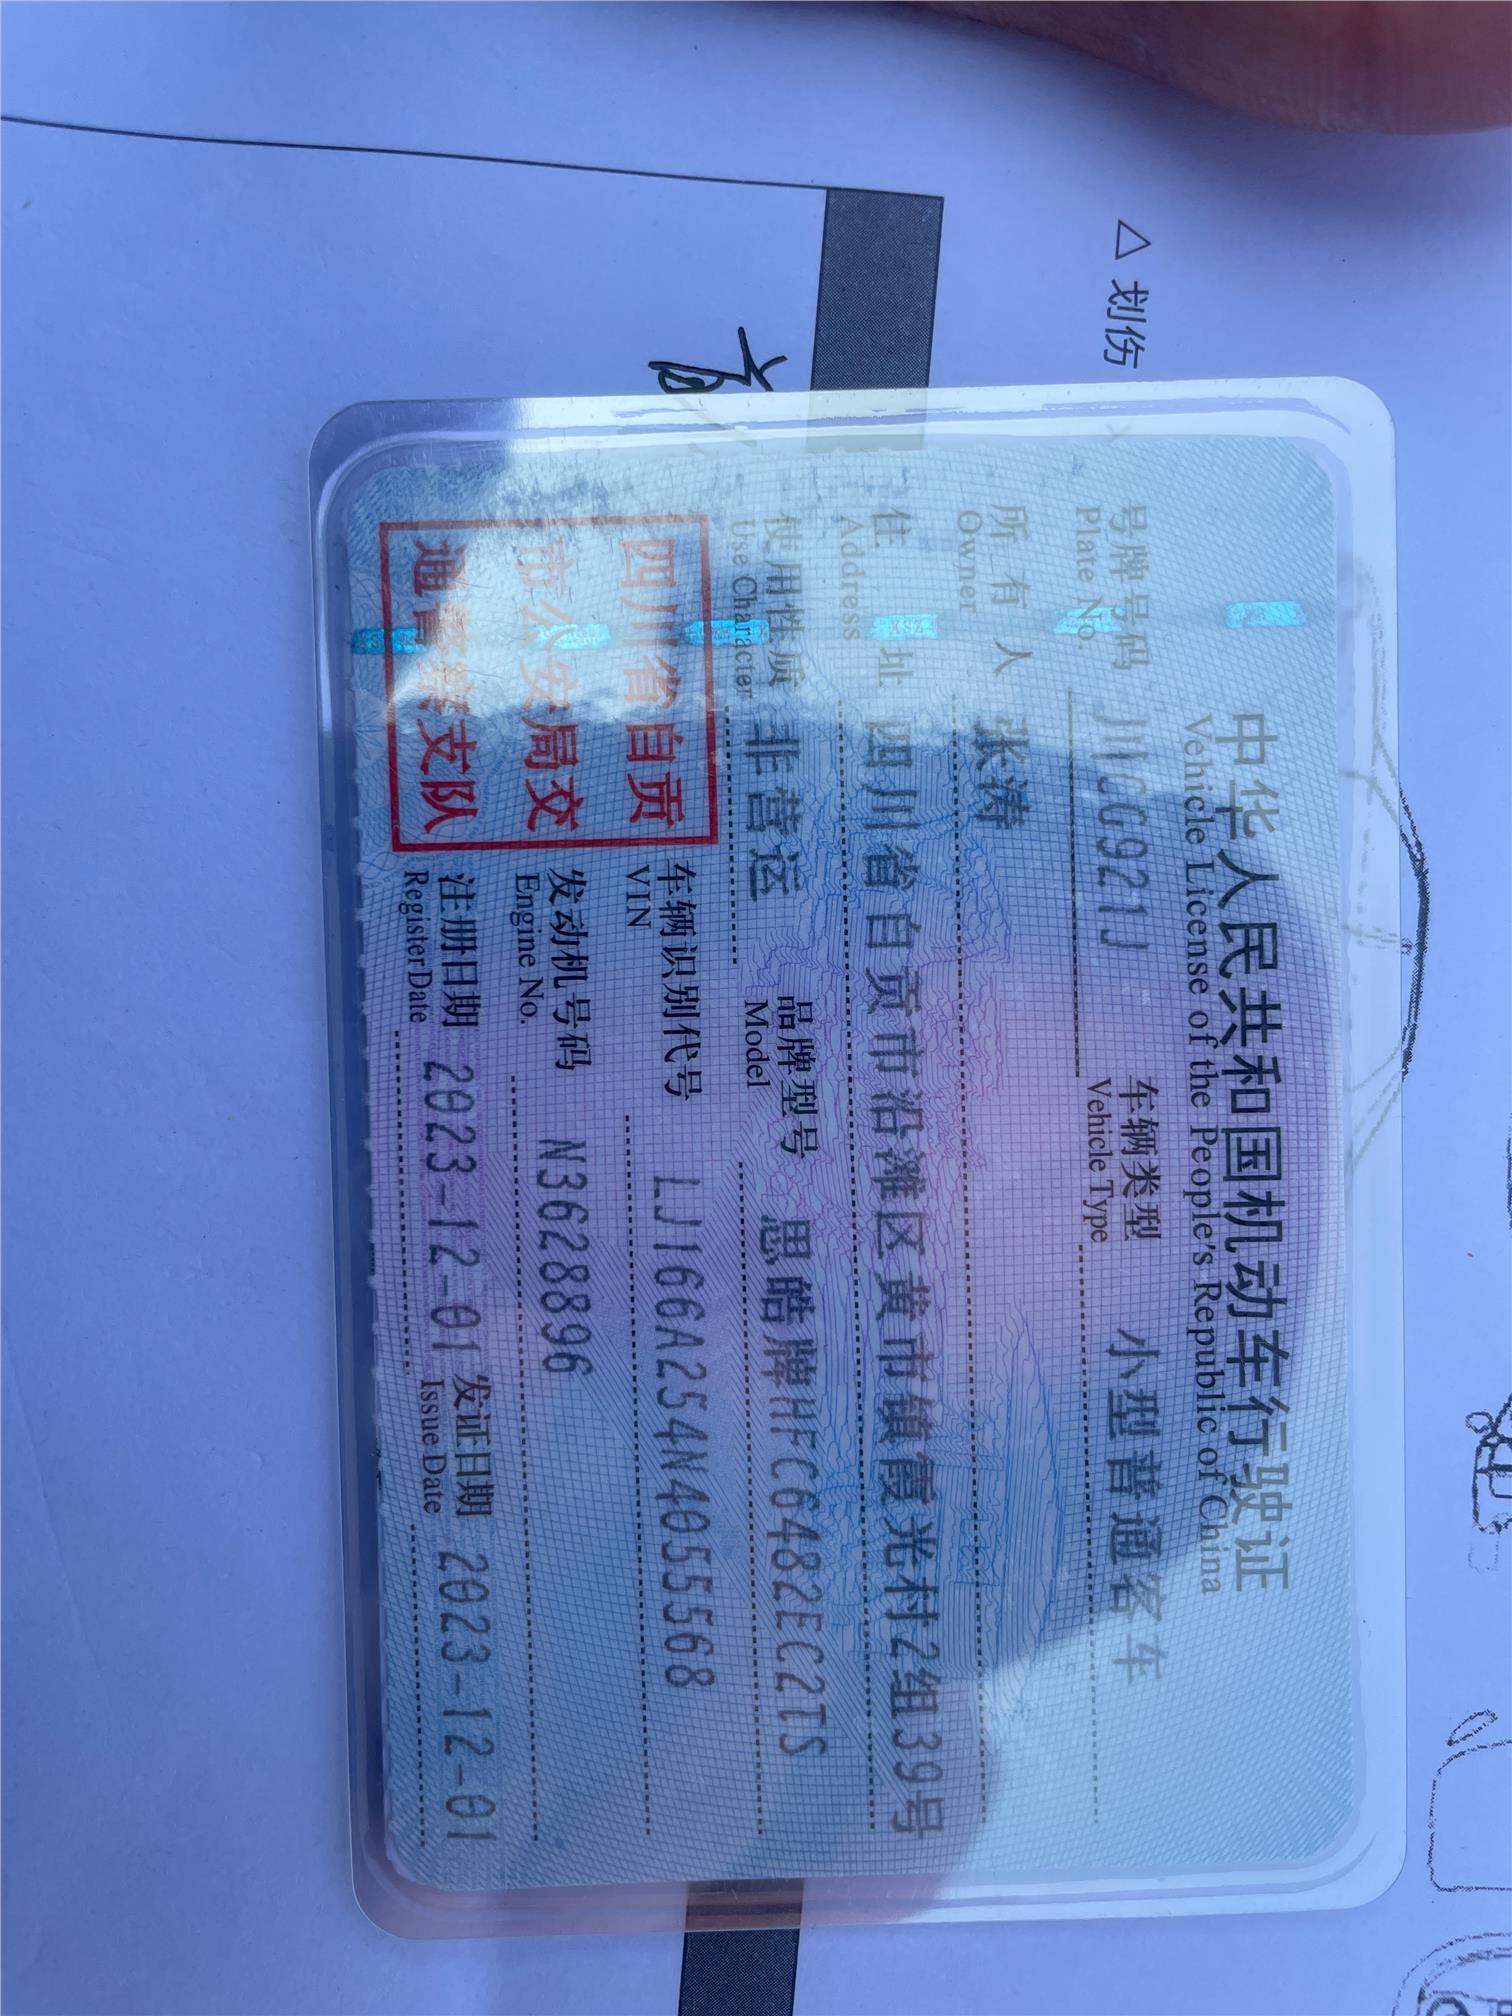 △ 划伤
中华人民共和国机动车行驶证
Vehicle License of the People's Republic of China
号牌号码 川CG921J 车辆类型 小型普通客车
Plate No. Vehicle Type
所有人 张涛
Owner
住址 四川省自贡市沿滩区黄市镇霞光村2组39号
Address
使用性质 非营运 品牌型号 思皓牌HFC6482EC2TS
Use Character Model
四川省自贡
市公安局交
通警察支队
车辆识别代号 LJ166A254N4055568
VIN
发动机号码 N3628896
Engine No.
注册日期 2023-12-01 发证日期 2023-12-01
Register Date Issue Date